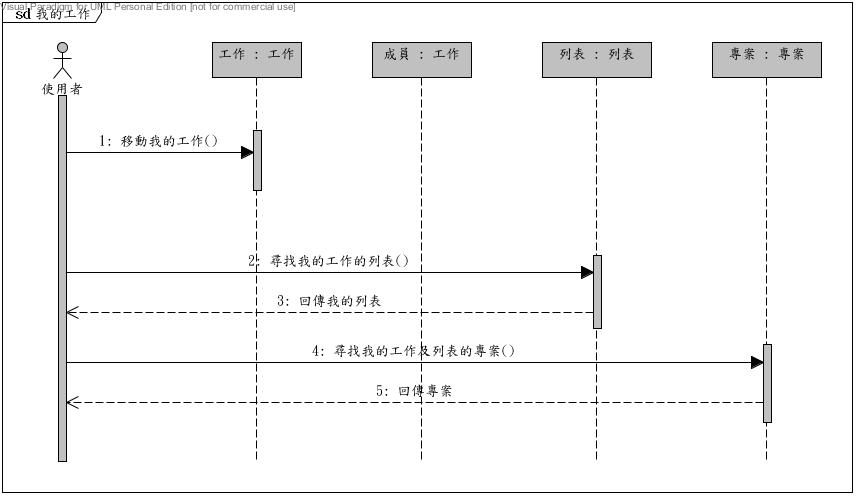 Visual Paradigm for UML Personal Edition [not for commercial use]
sd 我的工作
使用者
工作 : 工作
成員 : 工作
列表 : 列表
專案 : 專案
1: 移動我的工作()
2: 尋找我的工作的列表()
3: 回傳我的列表
4: 尋找我的工作及列表的專案()
5: 回傳專案